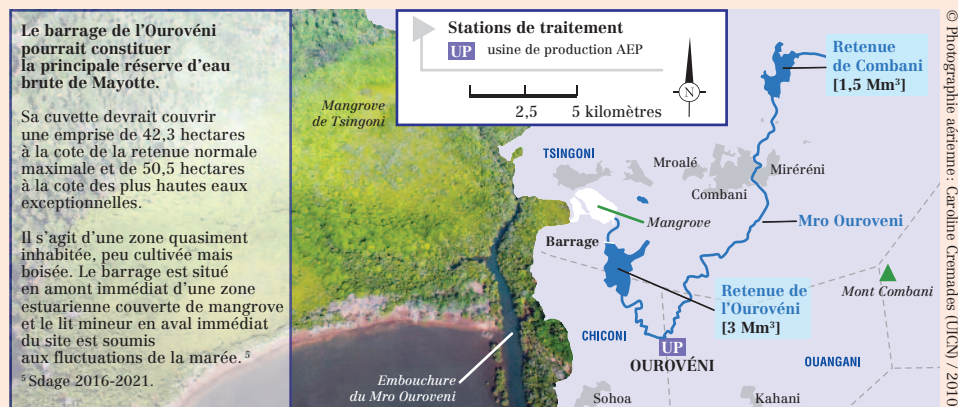 Le barrage de l'Ourovéni
pourrait constituer
la principale réserve d'eau
brute de Mayotte.
Sa cuvette devrait couvrir
une emprise de 42,3 hectares
à la cote de la retenue normale
maximale et de 50,5 hectares
à la cote des plus hautes eaux
exceptionnelles.
Il s'agit d'une zone quasiment
inhabitée, peu cultivée mais
boisée. Le barrage est situé
en amont immédiat d'une zone
estuarienne couverte de mangrove
et le lit mineur en aval immédiat
du site est soumis
aux fluctuations de la marée.⁵
⁵ Sdage 2016-2021.
Mangrove
de Tsingoni
Embouchure
du Mro Ouroveni
Stations de traitement
UP usine de production AEP
2,5 5 kilomètres
N
Retenue
de Combani
[1,5 Mm³]
TSINGONI
Mroalé
Miréréni
Combani
Mangrove
Mro Ouroveni
Barrage
Mont Combani
Retenue de
l'Ourovéni
[3 Mm³]
CHICONI
UP
OUROVÉNI
OUANGANI
Sohoa
Kahani
© Photographie aérienne : Caroline Cremades (UICN) / 2010